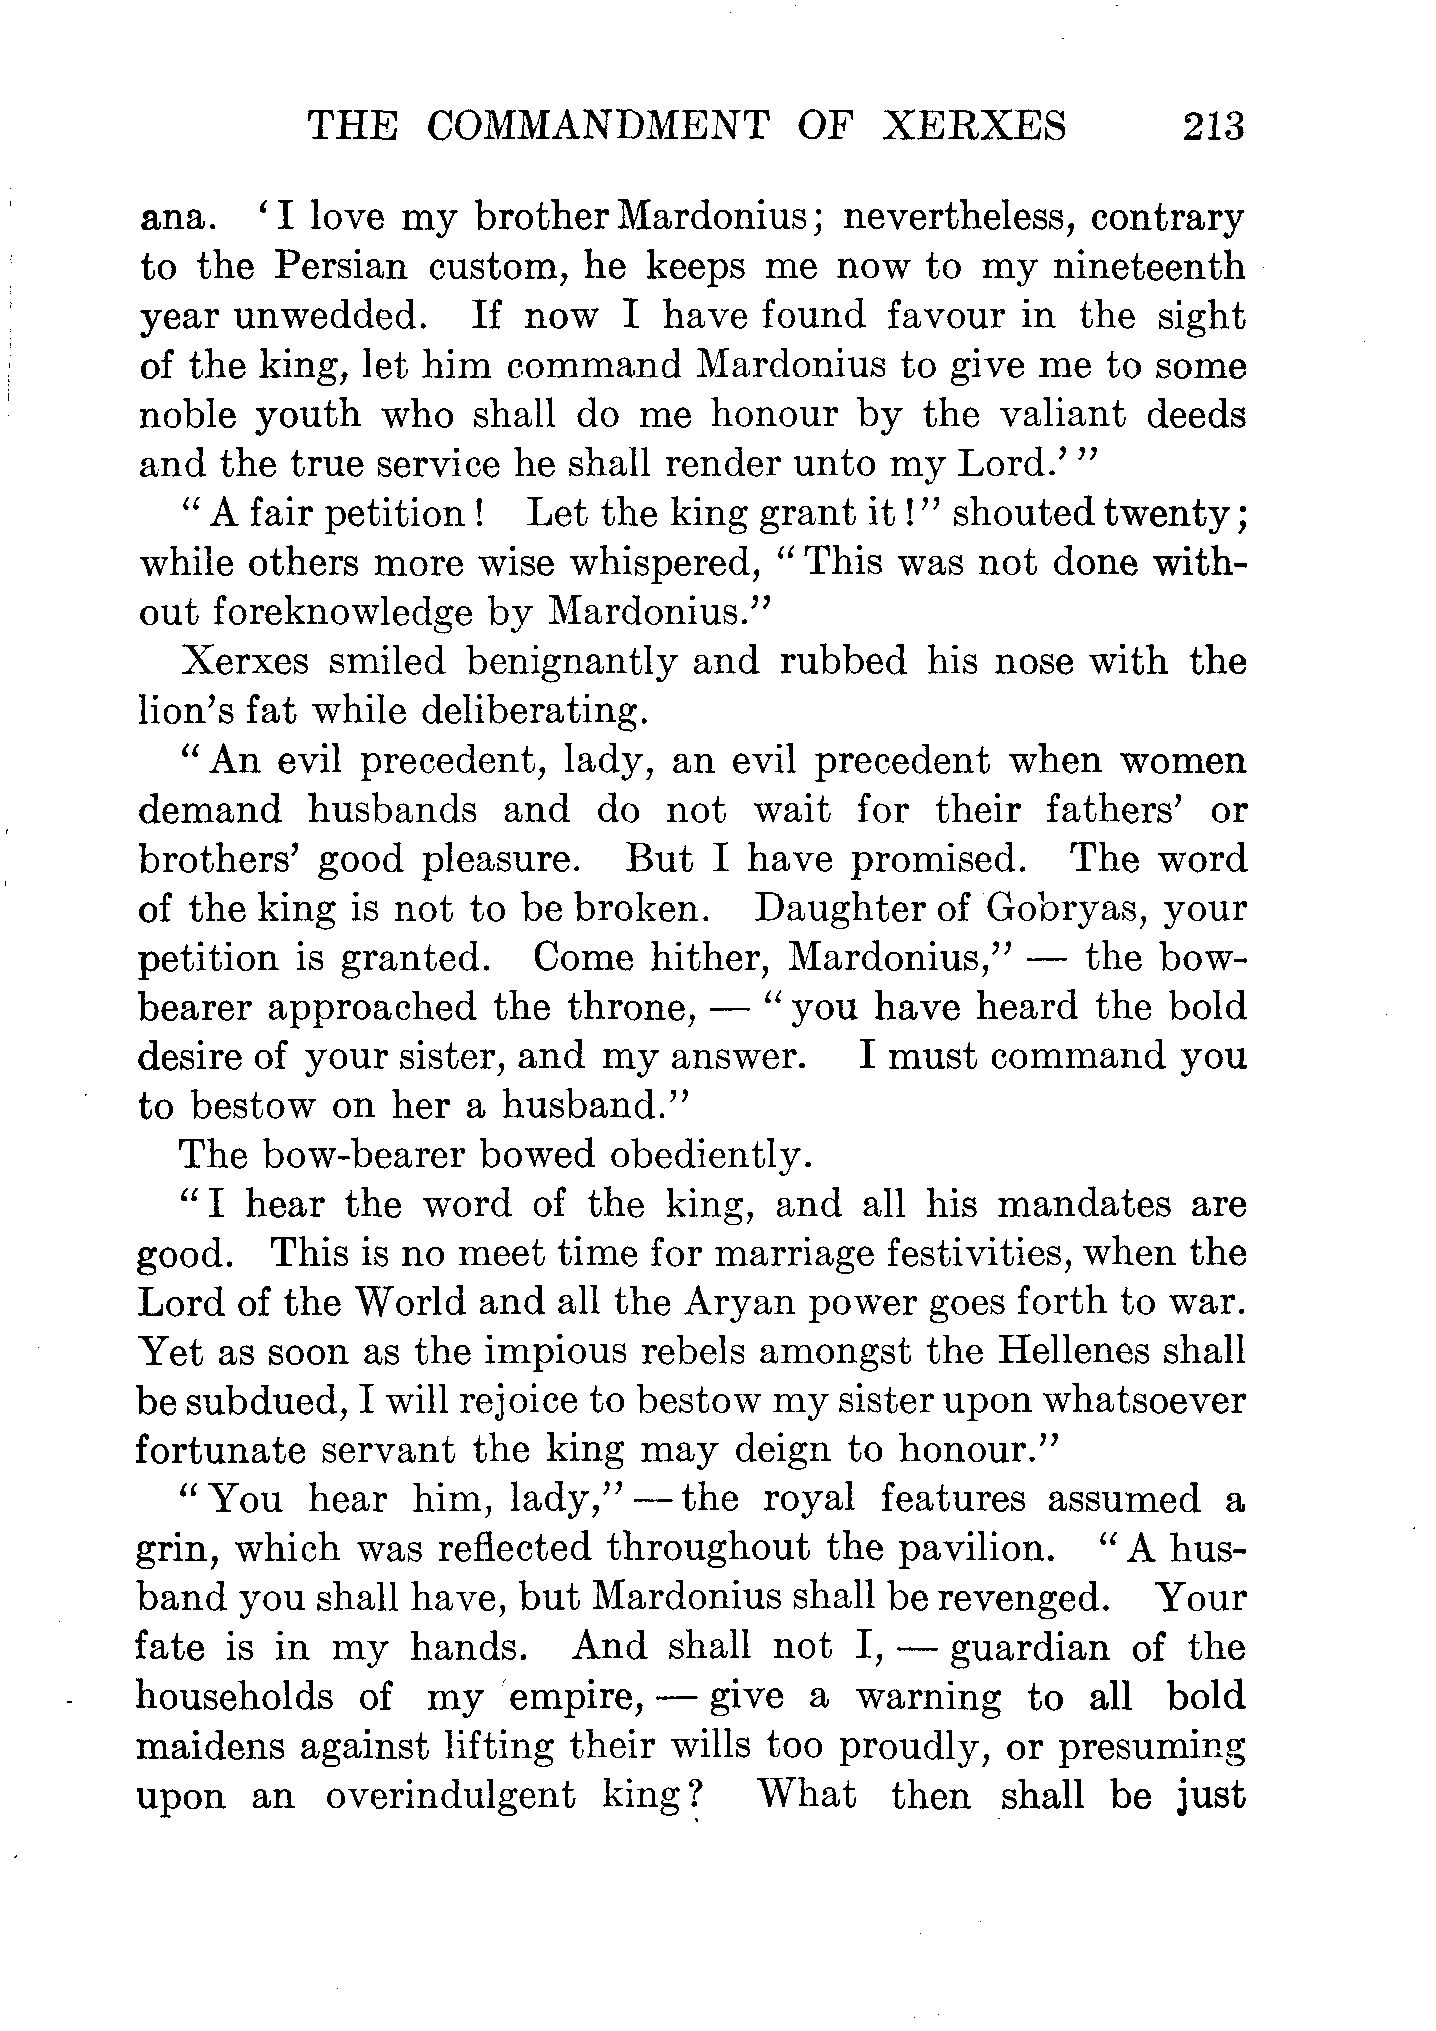 THE COMMANDMENT OF XERXES 213
ana. ‘I love my brother Mardonius; nevertheless, contrary
to the Persian custom, he keeps me now to my nineteenth
year unwedded. If now I have found favour in the sight
of the king, let him command Mardonius to give me to some
noble youth who shall do me honour by the valiant deeds
and the true service he shall render unto my Lord.’”
“A fair petition! Let the king grant it!” shouted twenty;
while others more wise whispered, “This was not done with-
out foreknowledge by Mardonius.”
Xerxes smiled benignantly and rubbed his nose with the
lion’s fat while deliberating.
“An evil precedent, lady, an evil precedent when women
demand husbands and do not wait for their fathers’ or
brothers’ good pleasure. But I have promised. The word
of the king is not to be broken. Daughter of Gobryas, your
petition is granted. Come hither, Mardonius,” — the bow-
bearer approached the throne, — “you have heard the bold
desire of your sister, and my answer. I must command you
to bestow on her a husband.”
The bow-bearer bowed obediently.
“I hear the word of the king, and all his mandates are
good. This is no meet time for marriage festivities, when the
Lord of the World and all the Aryan power goes forth to war.
Yet as soon as the impious rebels amongst the Hellenes shall
be subdued, I will rejoice to bestow my sister upon whatsoever
fortunate servant the king may deign to honour.”
“You hear him, lady,” — the royal features assumed a
grin, which was reflected throughout the pavilion. “A hus-
band you shall have, but Mardonius shall be revenged. Your
fate is in my hands. And shall not I, — guardian of the
households of my empire, — give a warning to all bold
maidens against lifting their wills too proudly, or presuming
upon an overindulgent king? What then shall be just